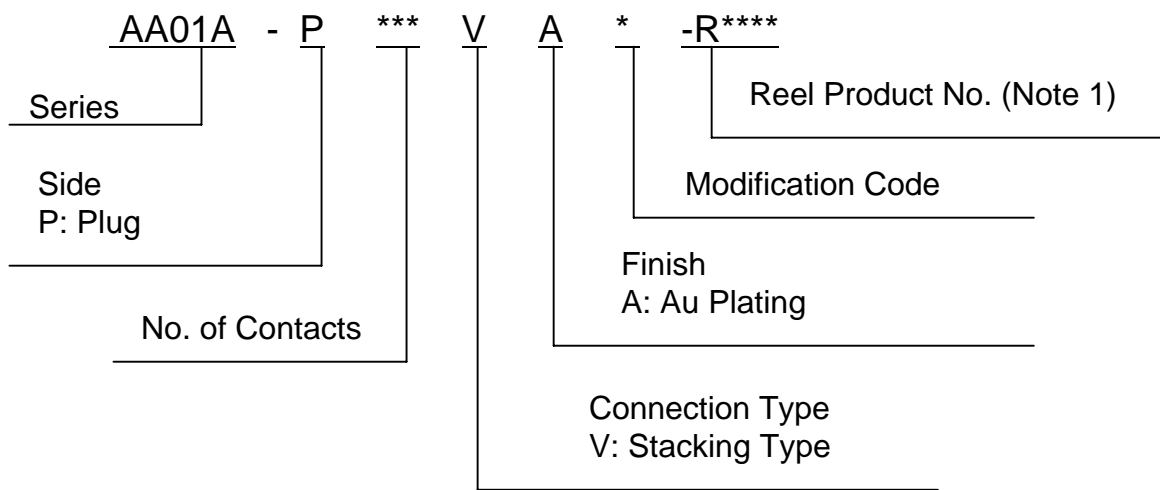 AA01A - P *** V A * -R****
Reel Product No. (Note 1)
Series
Side
P: Plug
Modification Code
Finish
A: Au Plating
No. of Contacts
Connection Type
V: Stacking Type